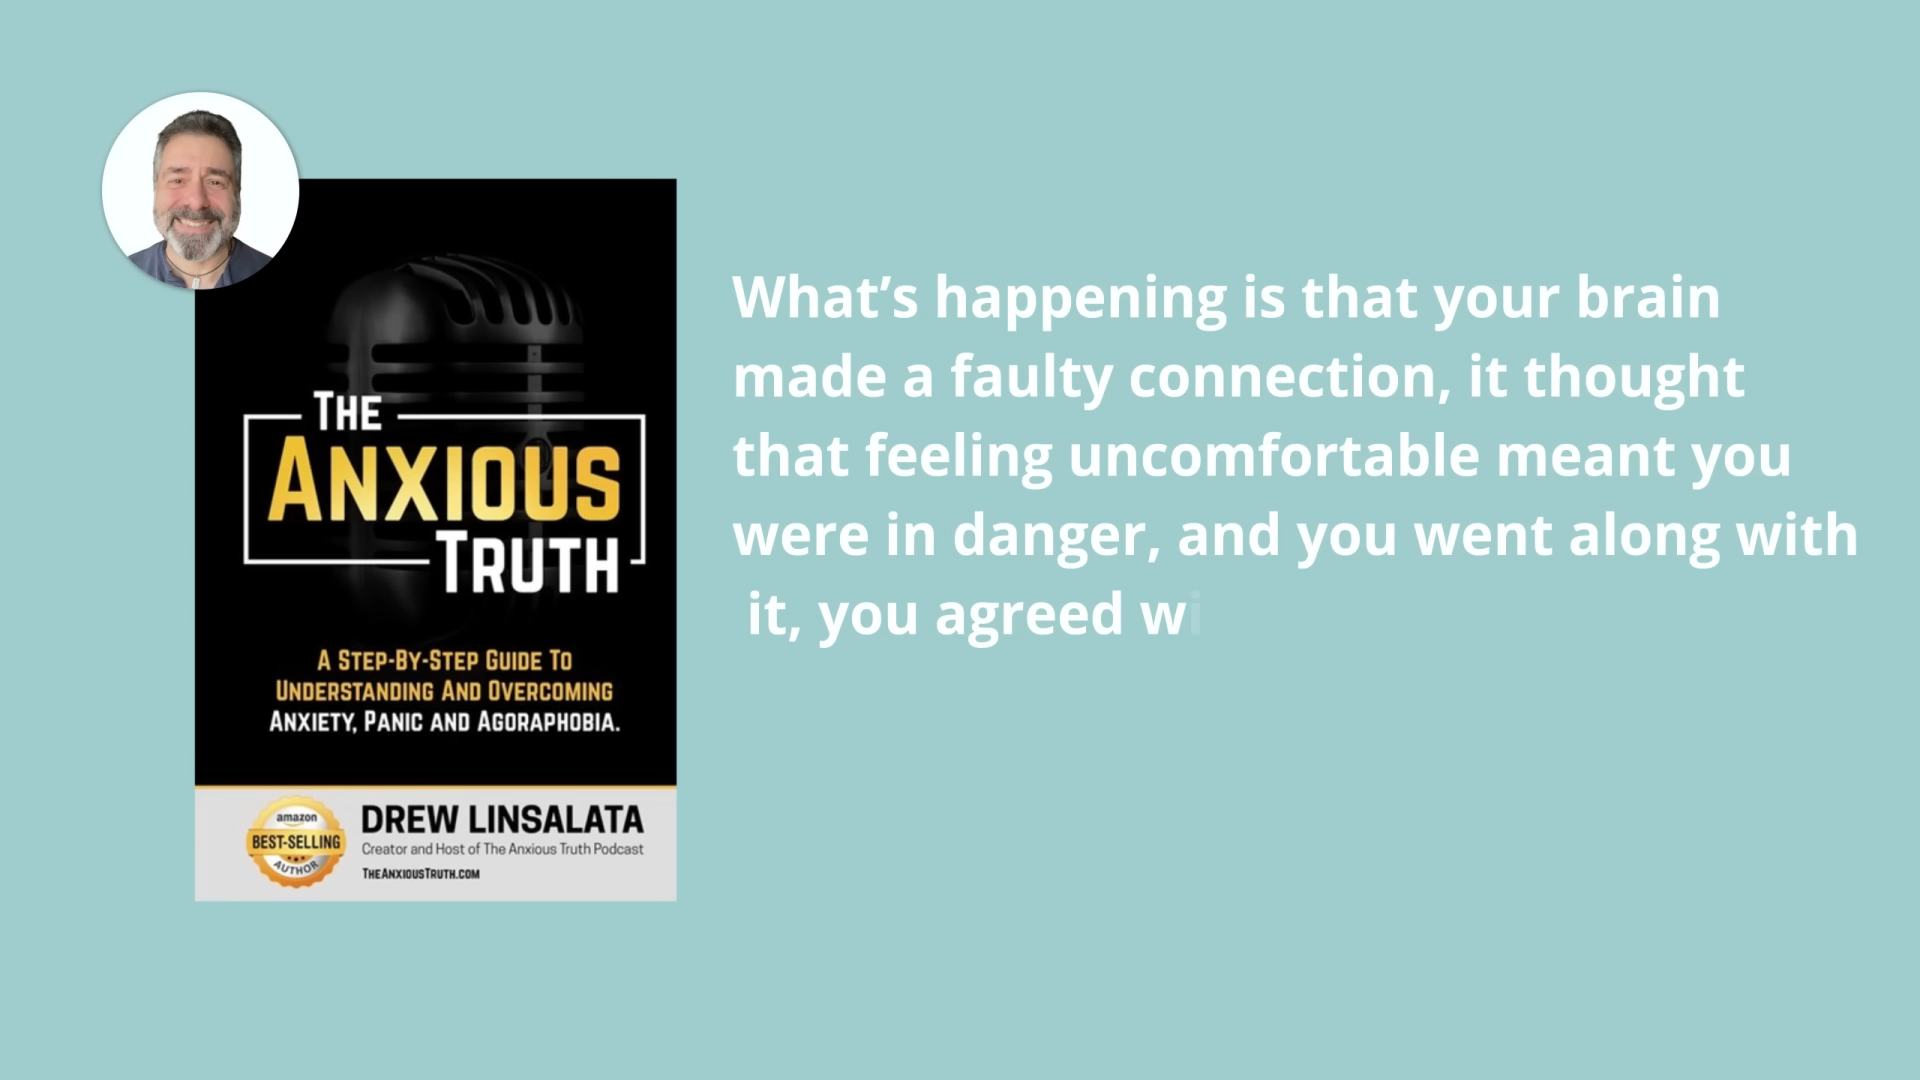 THE
ANXIOUS
TRUTH
A STEP-BY-STEP GUIDE TO
UNDERSTANDING AND OVERCOMING
ANXIETY, PANIC AND AGORAPHOBIA.
amazon
BEST-SELLING
AUTHOR
DREW LINSALATA
Creator and Host of The Anxious Truth Podcast
THEANXIOUSTRUTH.COM
What’s happening is that your brain
made a faulty connection, it thought
that feeling uncomfortable meant you
were in danger, and you went along with
it, you agreed wi